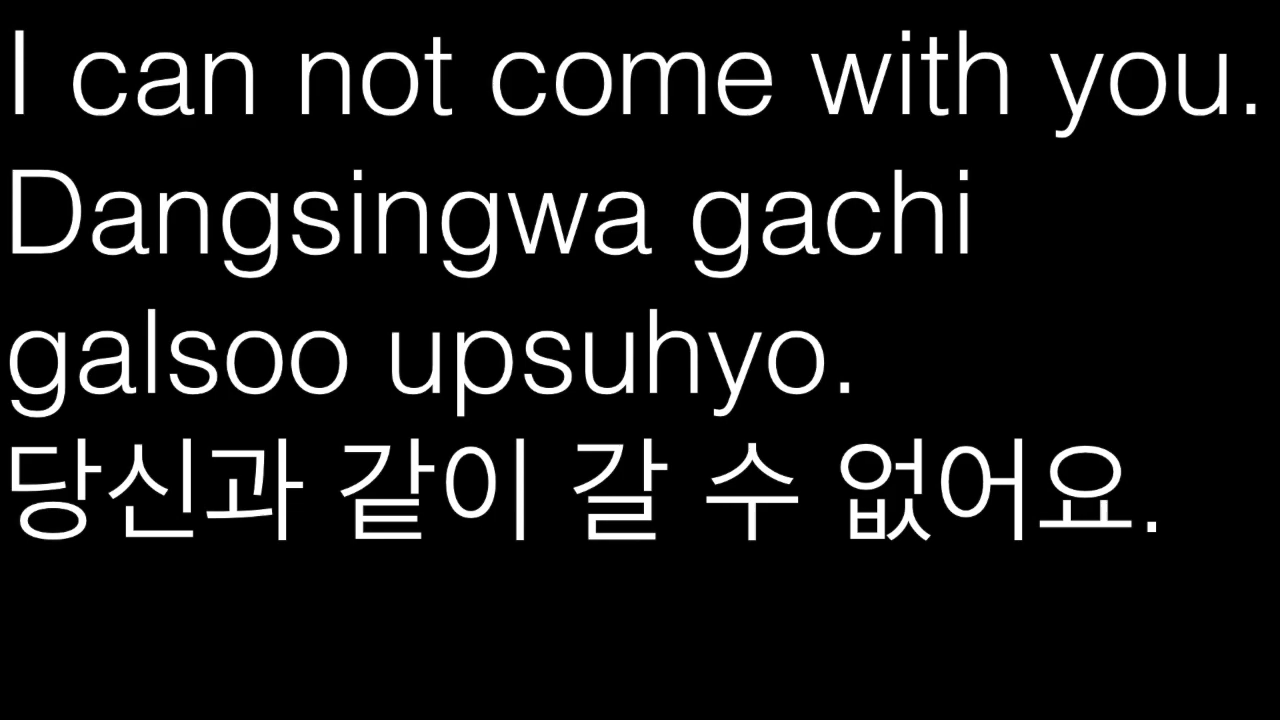 I can not come with you.
Dangsingwa gachi
galsoo upsuhyo.
당신과 같이 갈 수 없어요.